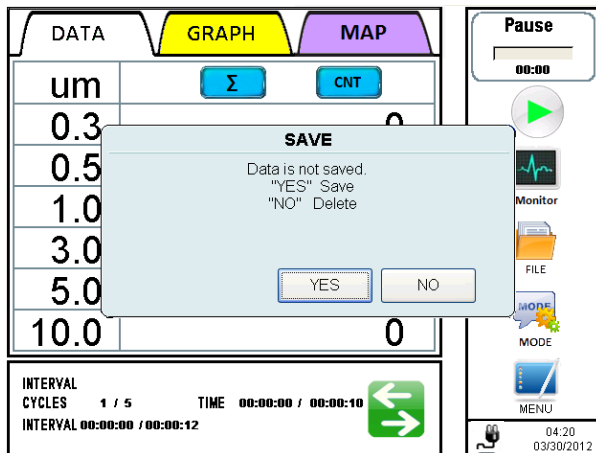 DATA GRAPH MAP
um Σ CNT
0.3 0
0.5
1.0
3.0
5.0
10.0 0
SAVE
Data is not saved.
"YES" Save
"NO" Delete
YES NO
INTERVAL
CYCLES 1 / 5 TIME 00:00:00 / 00:00:10
INTERVAL 00:00:00 / 00:00:12
Pause
00:00
Monitor
FILE
MODE
MODE
MENU
04:20
03/30/2012